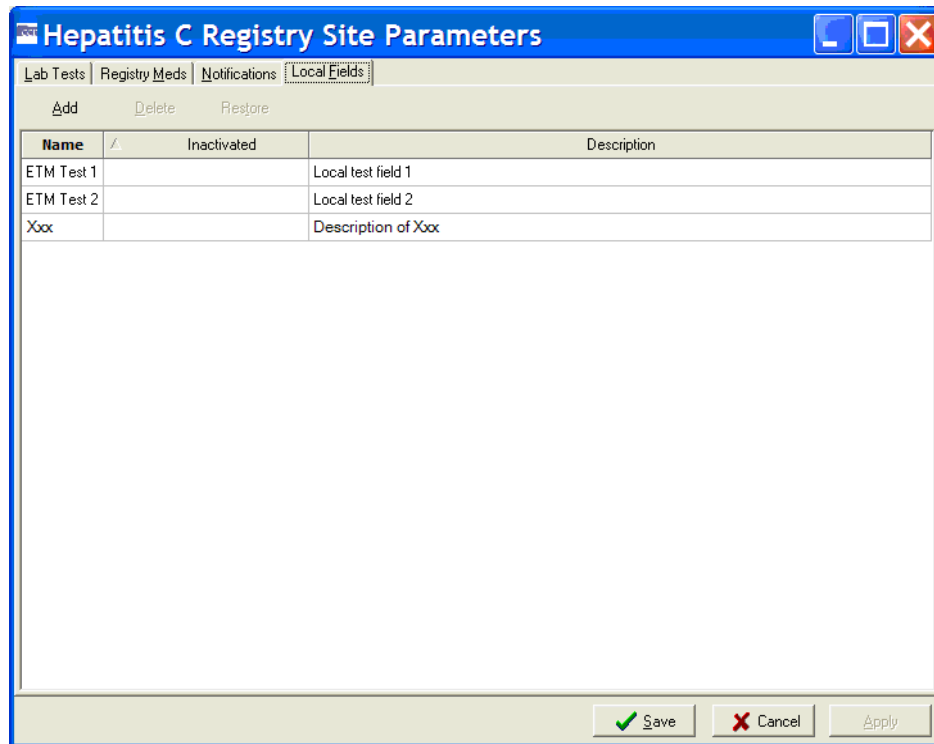 Hepatitis C Registry Site Parameters
Lab Tests Registry Meds Notifications Local Fields
Add Delete Restore
Name Inactivated Description
ETM Test 1 Local test field 1
ETM Test 2 Local test field 2
Xxx Description of Xxx
Save Cancel Apply